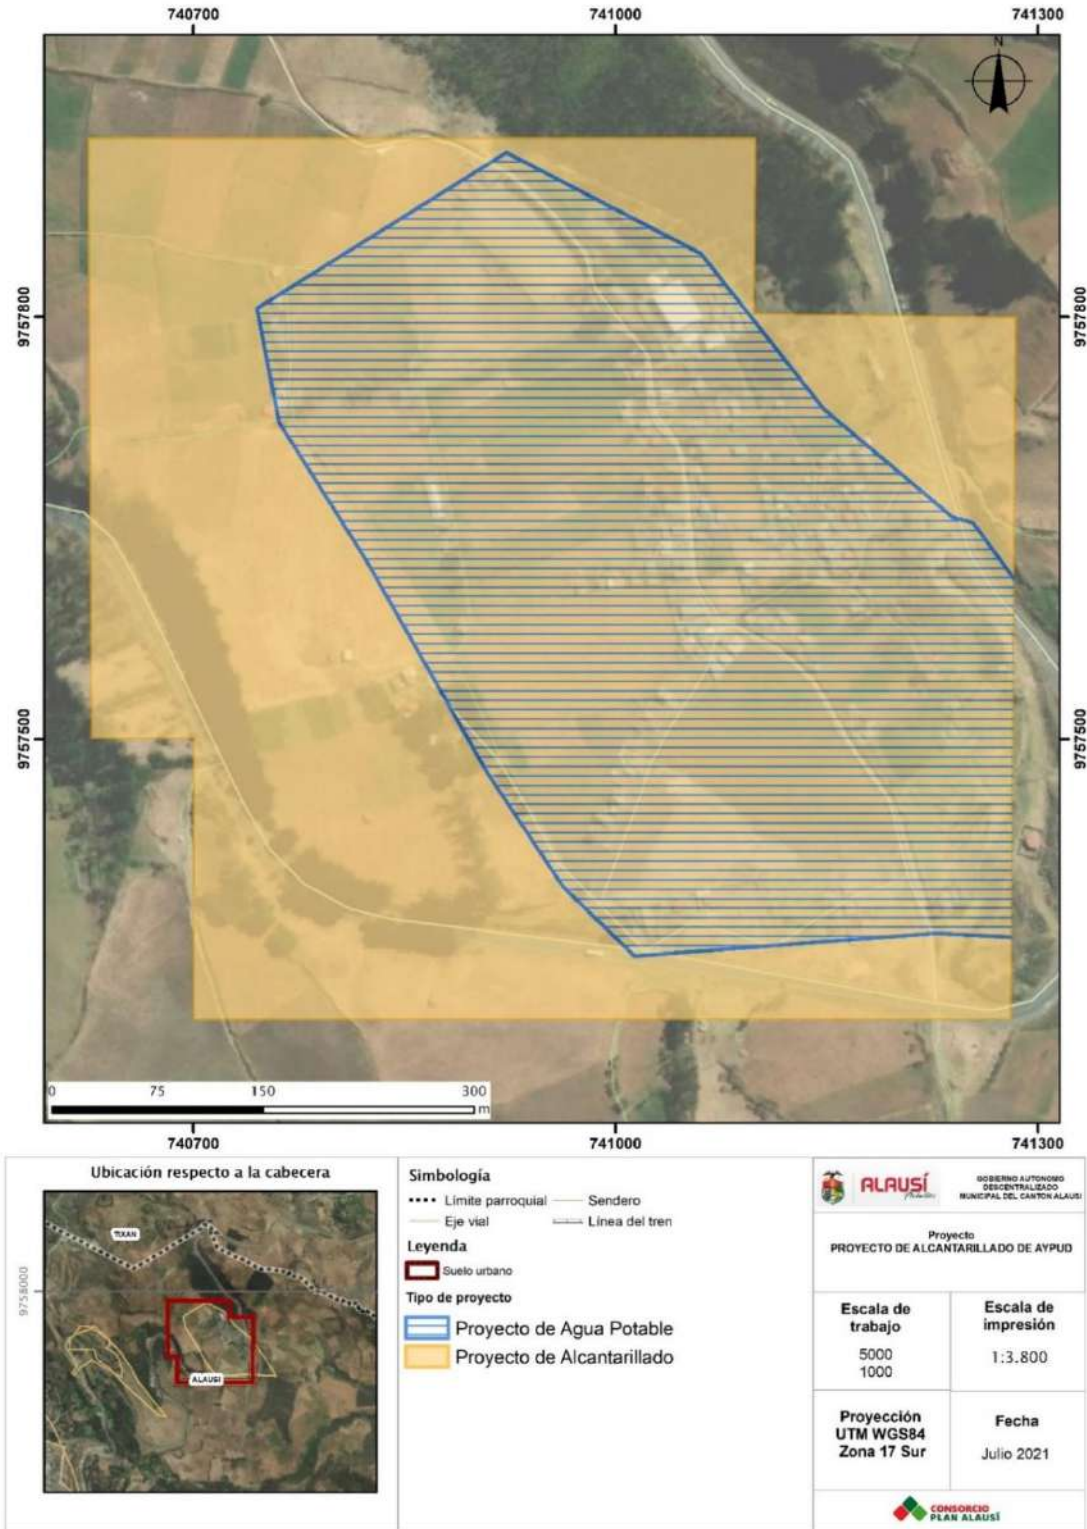 740700 741000 741300
N
9757800 9757800
9757500 9757500
0 75 150 300
m
740700 741000 741300
Ubicación respecto a la cabecera
TIXAN
9758000
ALAUSI
Simbología
Límite parroquial Sendero
Eje vial Línea del tren
Leyenda
Suelo urbano
Tipo de proyecto
Proyecto de Agua Potable
Proyecto de Alcantarillado
ALAUSÍ
GOBIERNO AUTONOMO
DESCENTRALIZADO
MUNICIPAL DEL CANTON ALAUSI
Proyecto
PROYECTO DE ALCANTARILLADO DE AYPUD
Escala de
trabajo
5000
1000
Escala de
impresión
1:3.800
Proyección
UTM WGS84
Zona 17 Sur
Fecha
Julio 2021
CONSORCIO
PLAN ALAUSÍ